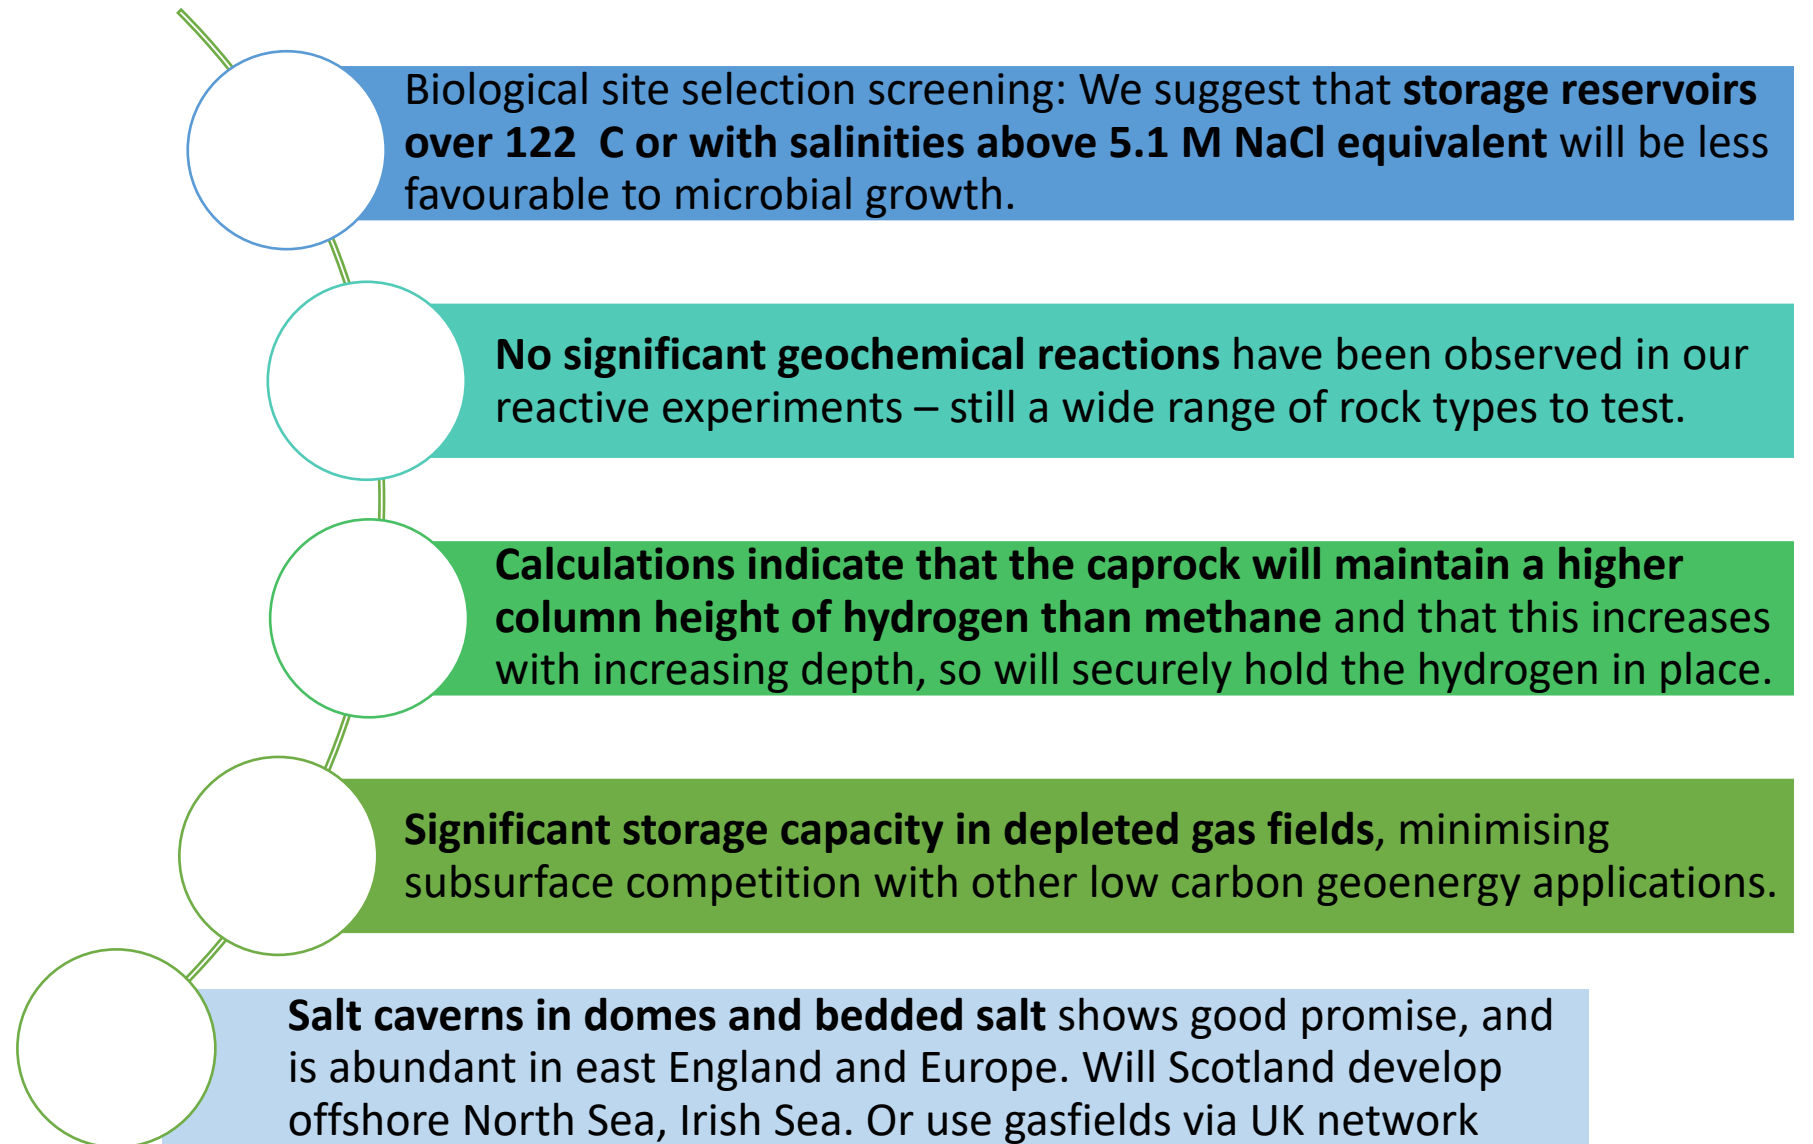 Biological site selection screening: We suggest that storage reservoirs
over 122  C or with salinities above 5.1 M NaCl equivalent will be less
favourable to microbial growth.
No significant geochemical reactions have been observed in our
reactive experiments – still a wide range of rock types to test.
Calculations indicate that the caprock will maintain a higher
column height of hydrogen than methane and that this increases
with increasing depth, so will securely hold the hydrogen in place.
Significant storage capacity in depleted gas fields, minimising
subsurface competition with other low carbon geoenergy applications.
Salt caverns in domes and bedded salt shows good promise, and
is abundant in east England and Europe. Will Scotland develop
offshore North Sea, Irish Sea. Or use gasfields via UK network